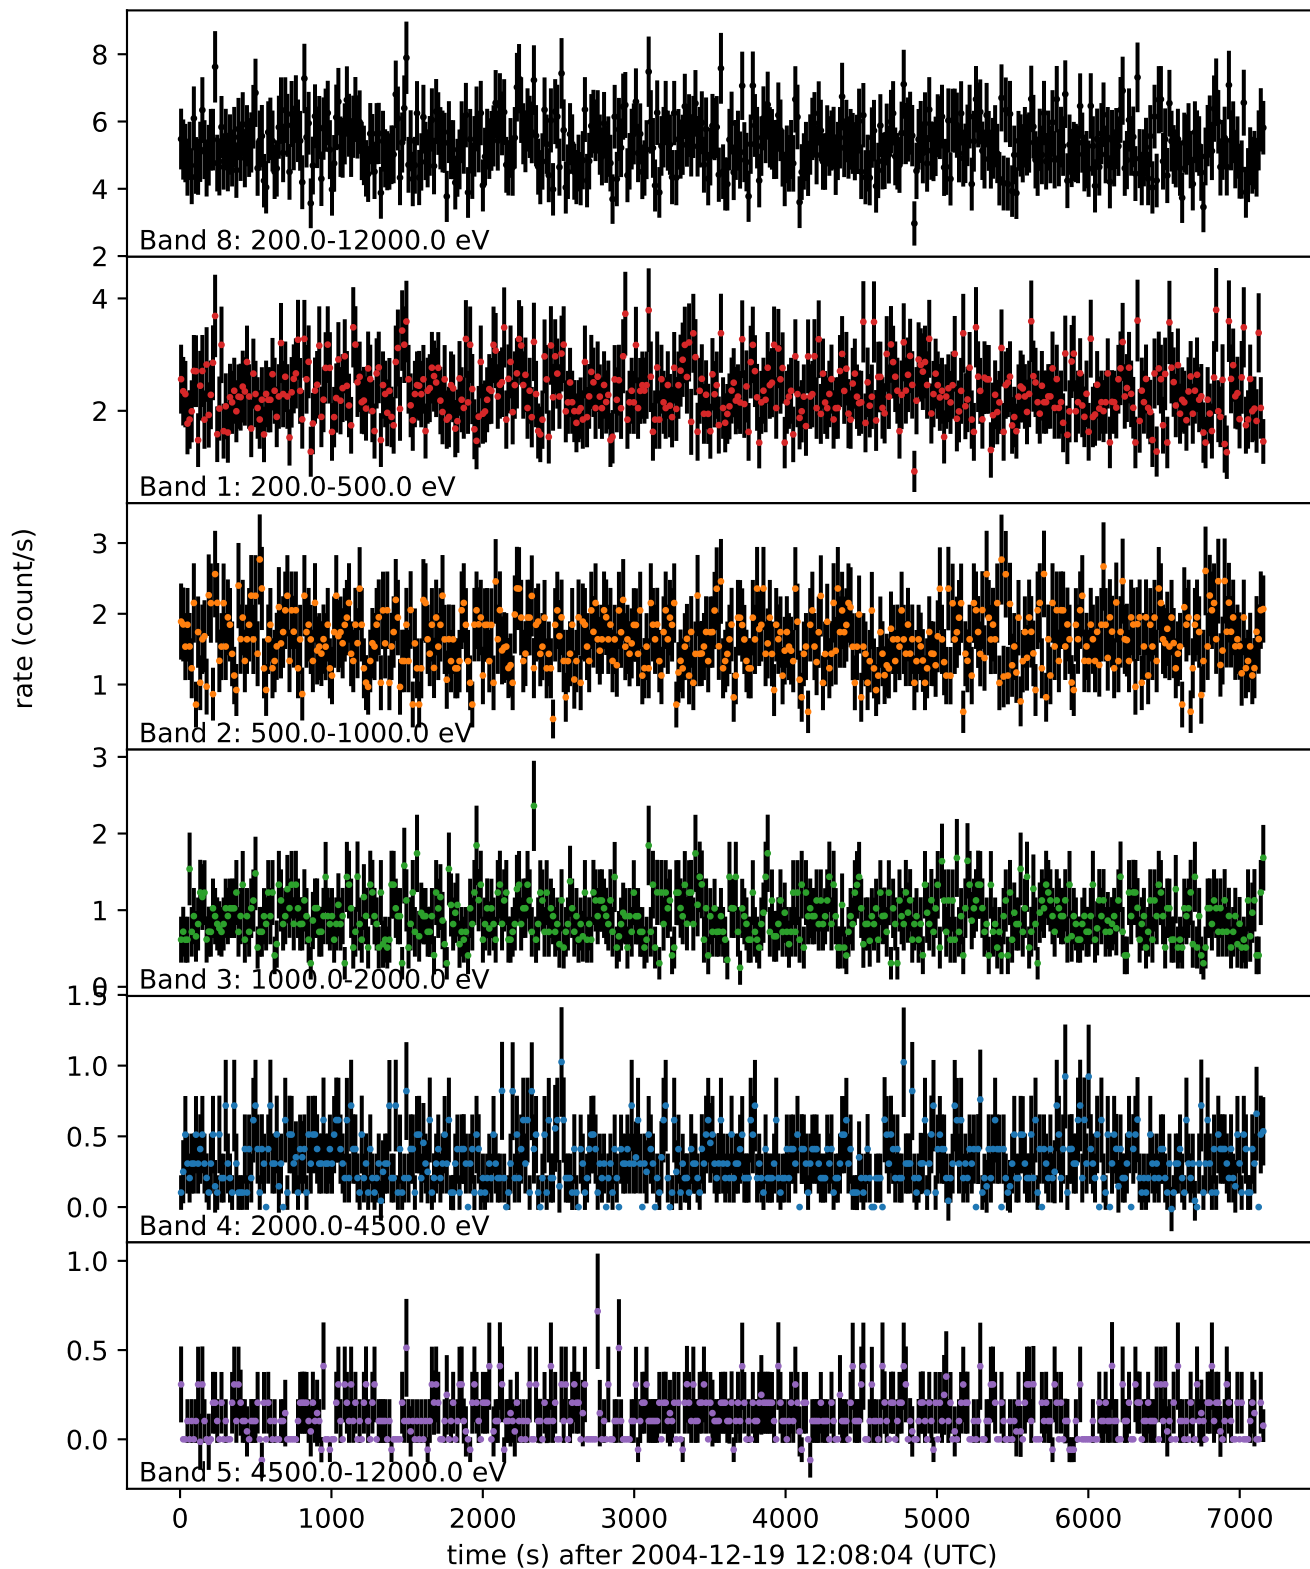 8
6
4
2
Band 8: 200.0-12000.0 eV
4
2
Band 1: 200.0-500.0 eV
rate (count/s)
3
2
1
Band 2: 500.0-1000.0 eV
3
2
1
0
Band 3: 1000.0-2000.0 eV
1.5
1.0
0.5
0.0
Band 4: 2000.0-4500.0 eV
1.0
0.5
0.0
Band 5: 4500.0-12000.0 eV
0 1000 2000 3000 4000 5000 6000 7000
time (s) after 2004-12-19 12:08:04 (UTC)